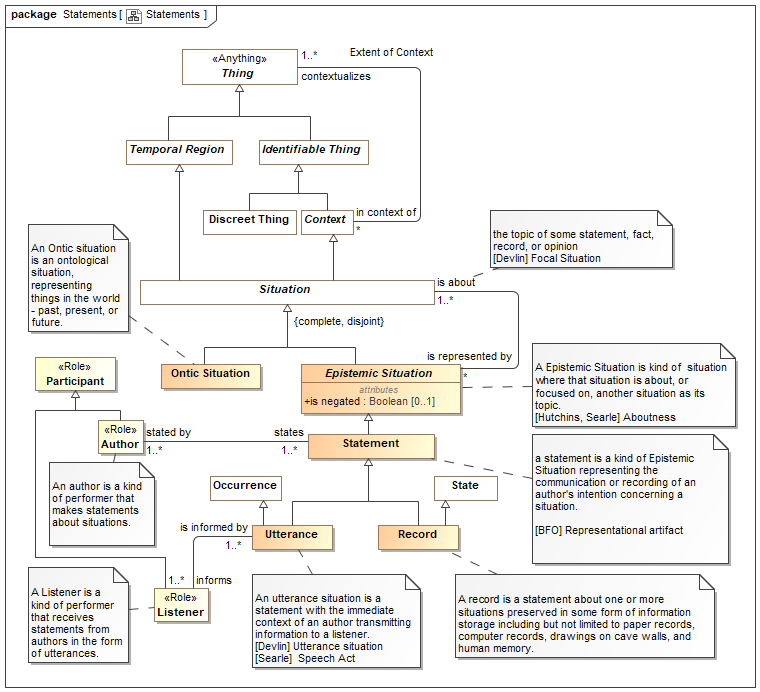 package Statements [ Statements ]
«Anything»
Thing
1..*
Extent of Context
contextualizes
Temporal Region
Identifiable Thing
Discreet Thing
Context
in context of
*
the topic of some statement, fact,
record, or opinion
[Devlin] Focal Situation
An Ontic situation
is an ontological
situation,
representing
things in the world
- past, present, or
future.
Situation
is about
1..*
{complete, disjoint}
is represented by
*
Ontic Situation
Epistemic Situation
attributes
+is negated : Boolean [0..1]
A Epistemic Situation is kind of situation
where that situation is about, or
focused on, another situation as its
topic.
[Hutchins, Searle] Aboutness
«Role»
Participant
«Role»
Author
stated by
1..*
states
1..*
Statement
a statement is a kind of Epistemic
Situation representing the
communication or recording of an
author's intention concerning a
situation.
[BFO] Representational artifact
An author is a kind
of performer that
makes statements
about situations.
Occurrence
State
is informed by
1..*
Utterance
Record
1..*
informs
«Role»
Listener
A Listener is a
kind of performer
that receives
statements from
authors in the form
of utterances.
An utterance situation is a
statement with the immediate
context of an author transmitting
information to a listener.
[Devlin] Utterance situation
[Searle] Speech Act
A record is a statement about one or more
situations preserved in some form of information
storage including but not limited to paper records,
computer records, drawings on cave walls, and
human memory.